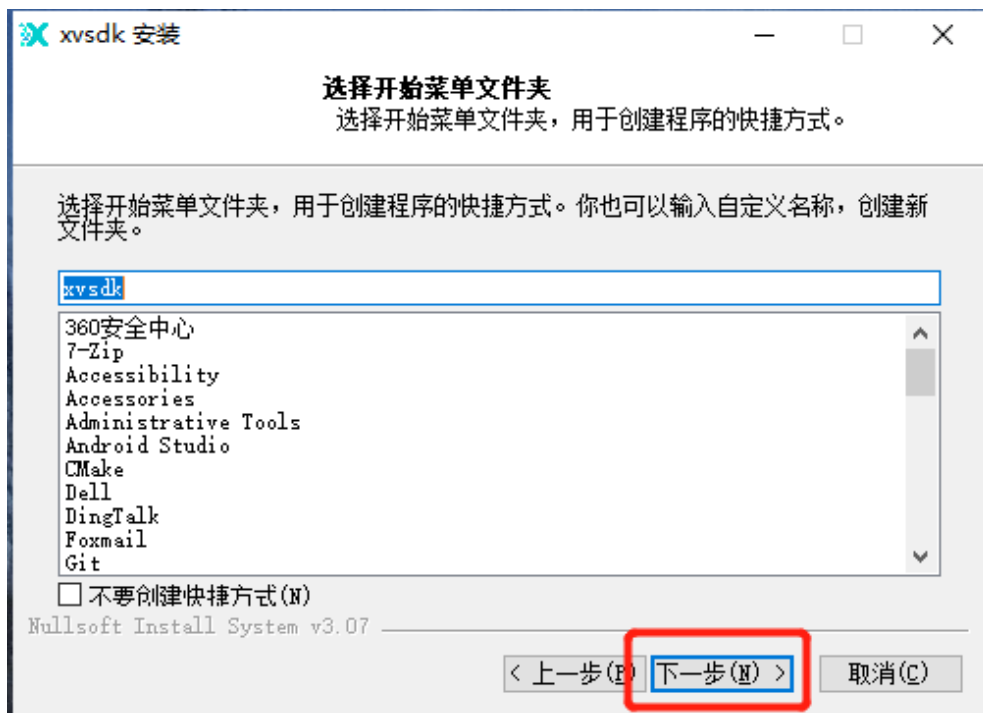 xvsdk 安装
选择开始菜单文件夹
选择开始菜单文件夹，用于创建程序的快捷方式。
选择开始菜单文件夹，用于创建程序的快捷方式。你也可以输入自定义名称，创建新
文件夹。
xvsdk
360安全中心
7-Zip
Accessibility
Accessories
Administrative Tools
Android Studio
CMake
Dell
DingTalk
Foxmail
Git
不要创建快捷方式(N)
Nullsoft Install System v3.07
< 上一步(P) 下一步(N) > 取消(C)